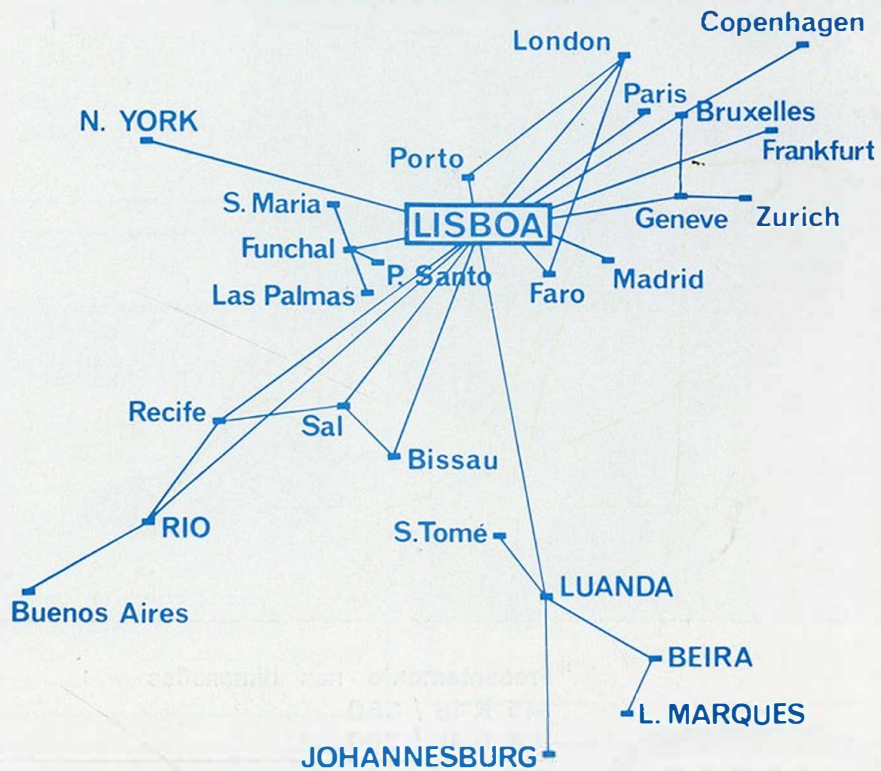 Copenhagen
London
Paris
Bruxelles
N. YORK
Frankfurt
Porto
S. Maria
LISBOA
Geneve
Zurich
Funchal
P. Santo
Madrid
Las Palmas
Faro
Recife
Sal
Bissau
RIO
S.Tomé
LUANDA
Buenos Aires
BEIRA
L. MARQUES
JOHANNESBURG